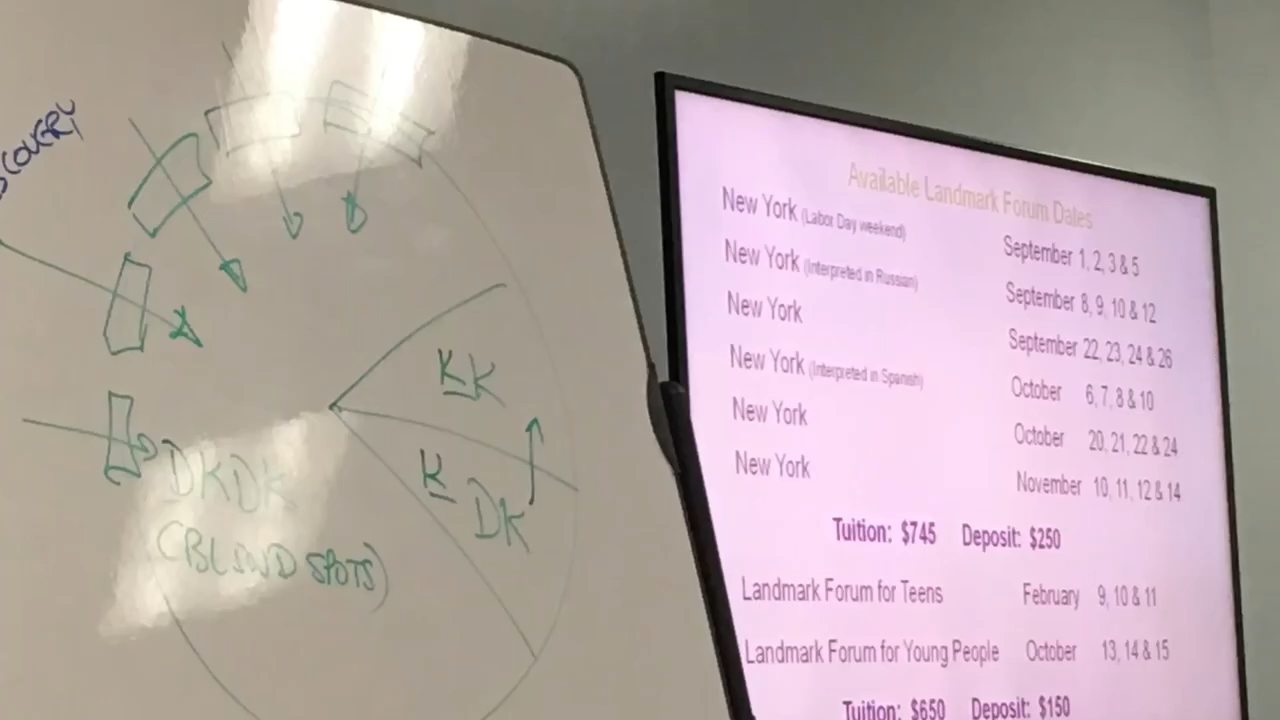 KK
K DK
DKDK
(BLIND SPOTS)
Available Landmark Forum Dates
New York (Labor Day weekend) September 1, 2, 3 & 5
New York (Interpreted in Russian) September 8, 9, 10 & 12
New York September 22, 23, 24 & 26
New York (Interpreted in Spanish) October 6, 7, 8 & 10
New York October 20, 21, 22 & 24
New York November 10, 11, 12 & 14
Tuition: $745 Deposit: $250
Landmark Forum for Teens February 9, 10 & 11
Landmark Forum for Young People October 13, 14 & 15
Tuition: $650 Deposit: $150